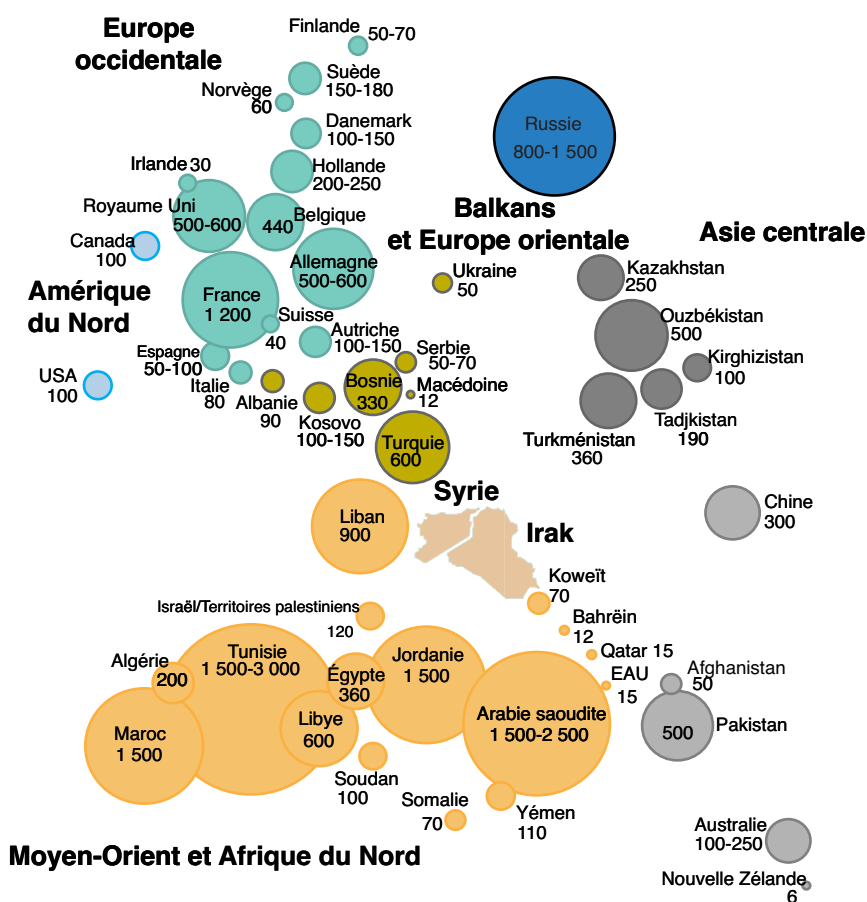 Europe
occidentale
Finlande
50-70
Suède
150-180
Norvège
60
Danemark
100-150
Hollande
200-250
Irlande 30
Royaume Uni
500-600
Belgique
440
Canada
100
Allemagne
500-600
France
1 200
Suisse
40
Autriche
100-150
Espagne
50-100
Italie
80
Amérique
du Nord
USA
100
Russie
800-1 500
Balkans
et Europe orientale
Ukraine
50
Serbie
50-70
Bosnie
330
Macédoine
12
Albanie
90
Kosovo
100-150
Turquie
600
Asie centrale
Kazakhstan
250
Ouzbékistan
500
Kirghizistan
100
Tadjkistan
190
Turkménistan
360
Chine
300
Syrie
Irak
Liban
900
Koweït
70
Bahrëin
12
Qatar 15
EAU
15
Israël/Territoires palestiniens
120
Tunisie
1 500-3 000
Algérie
200
Égypte
360
Jordanie
1 500
Maroc
1 500
Libye
600
Arabie saoudite
1 500-2 500
Soudan
100
Somalie
70
Yémen
110
Afghanistan
50
Pakistan
500
Australie
100-250
Nouvelle Zélande
6
Moyen-Orient et Afrique du Nord